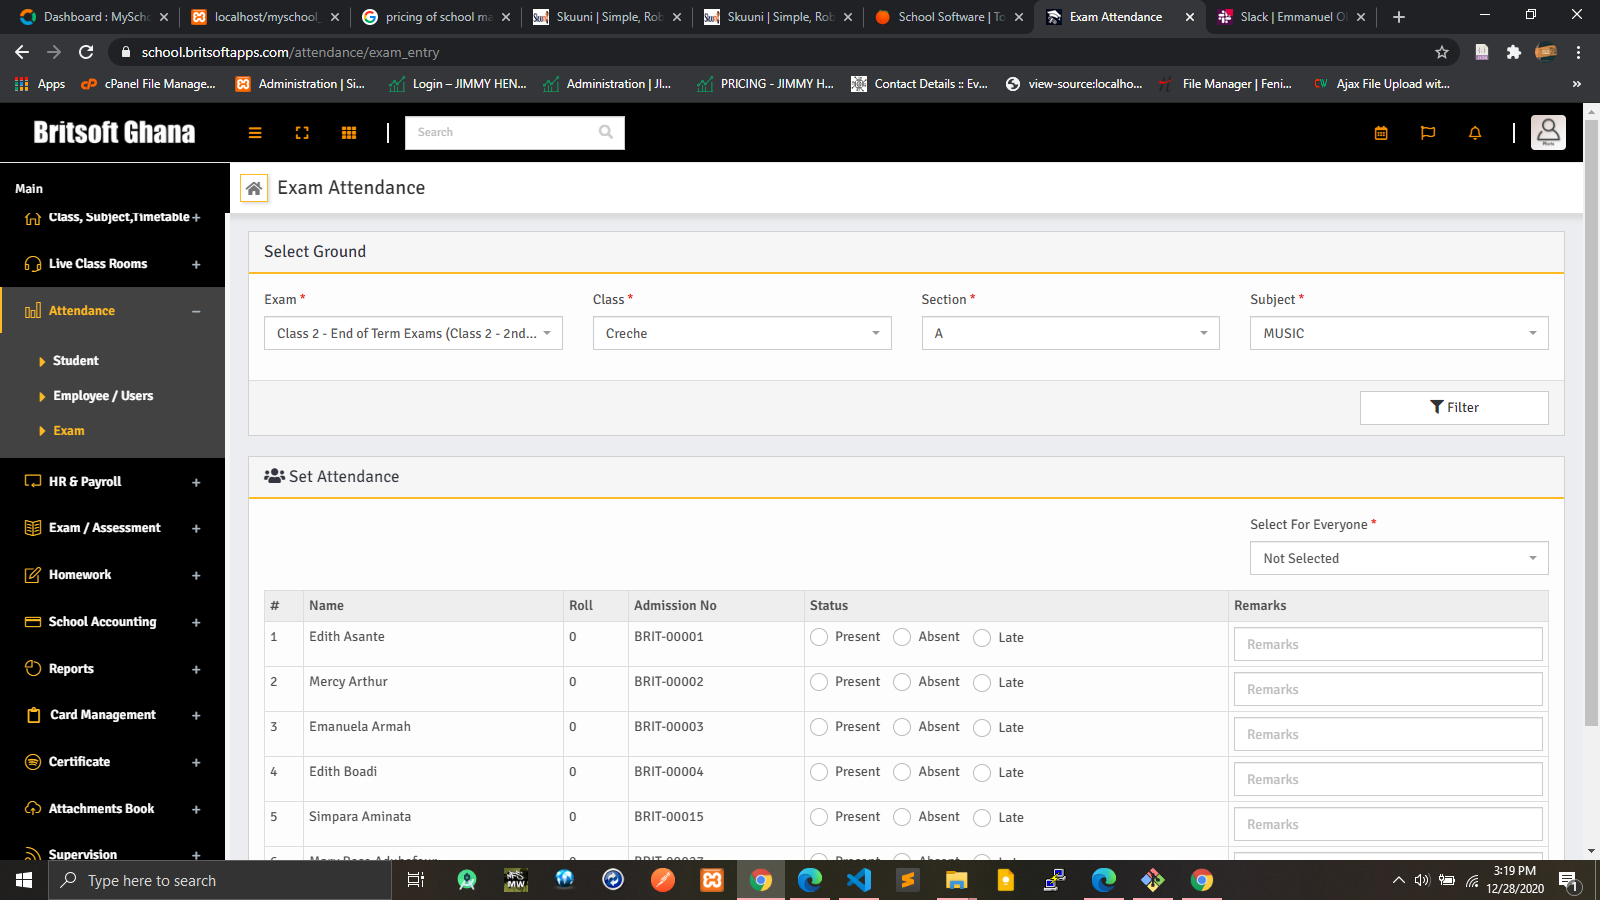 Dashboard : MySch
localhost/myschool_
pricing of school ma
Skuuni | Simple, Rob
Skuuni | Simple, Rob
School Software | To
Exam Attendance
Slack | Emmanuel O
school.britsoftapps.com/attendance/exam_entry
Apps
cPanel File Manage...
Administration | Si...
Login – JIMMY HEN...
Administration | JI...
PRICING - JIMMY H...
Contact Details :: Ev...
view-source:localho...
File Manager | Feni...
Ajax File Upload wit...
Britsoft Ghana
Search
Main
Class, Subject,Timetable
Live Class Rooms
Attendance
Student
Employee / Users
Exam
HR & Payroll
Exam / Assessment
Homework
School Accounting
Reports
Card Management
Certificate
Attachments Book
Supervision
Exam Attendance
Select Ground
Exam * Class * Section * Subject *
Class 2 - End of Term Exams (Class 2 - 2nd... Creche A MUSIC
Filter
Set Attendance
Select For Everyone *
Not Selected
# Name Roll Admission No Status Remarks
1 Edith Asante 0 BRIT-00001 Present Absent Late Remarks
2 Mercy Arthur 0 BRIT-00002 Present Absent Late Remarks
3 Emanuela Armah 0 BRIT-00003 Present Absent Late Remarks
4 Edith Boadi 0 BRIT-00004 Present Absent Late Remarks
5 Simpara Aminata 0 BRIT-00015 Present Absent Late Remarks
Type here to search
3:19 PM
12/28/2020
1